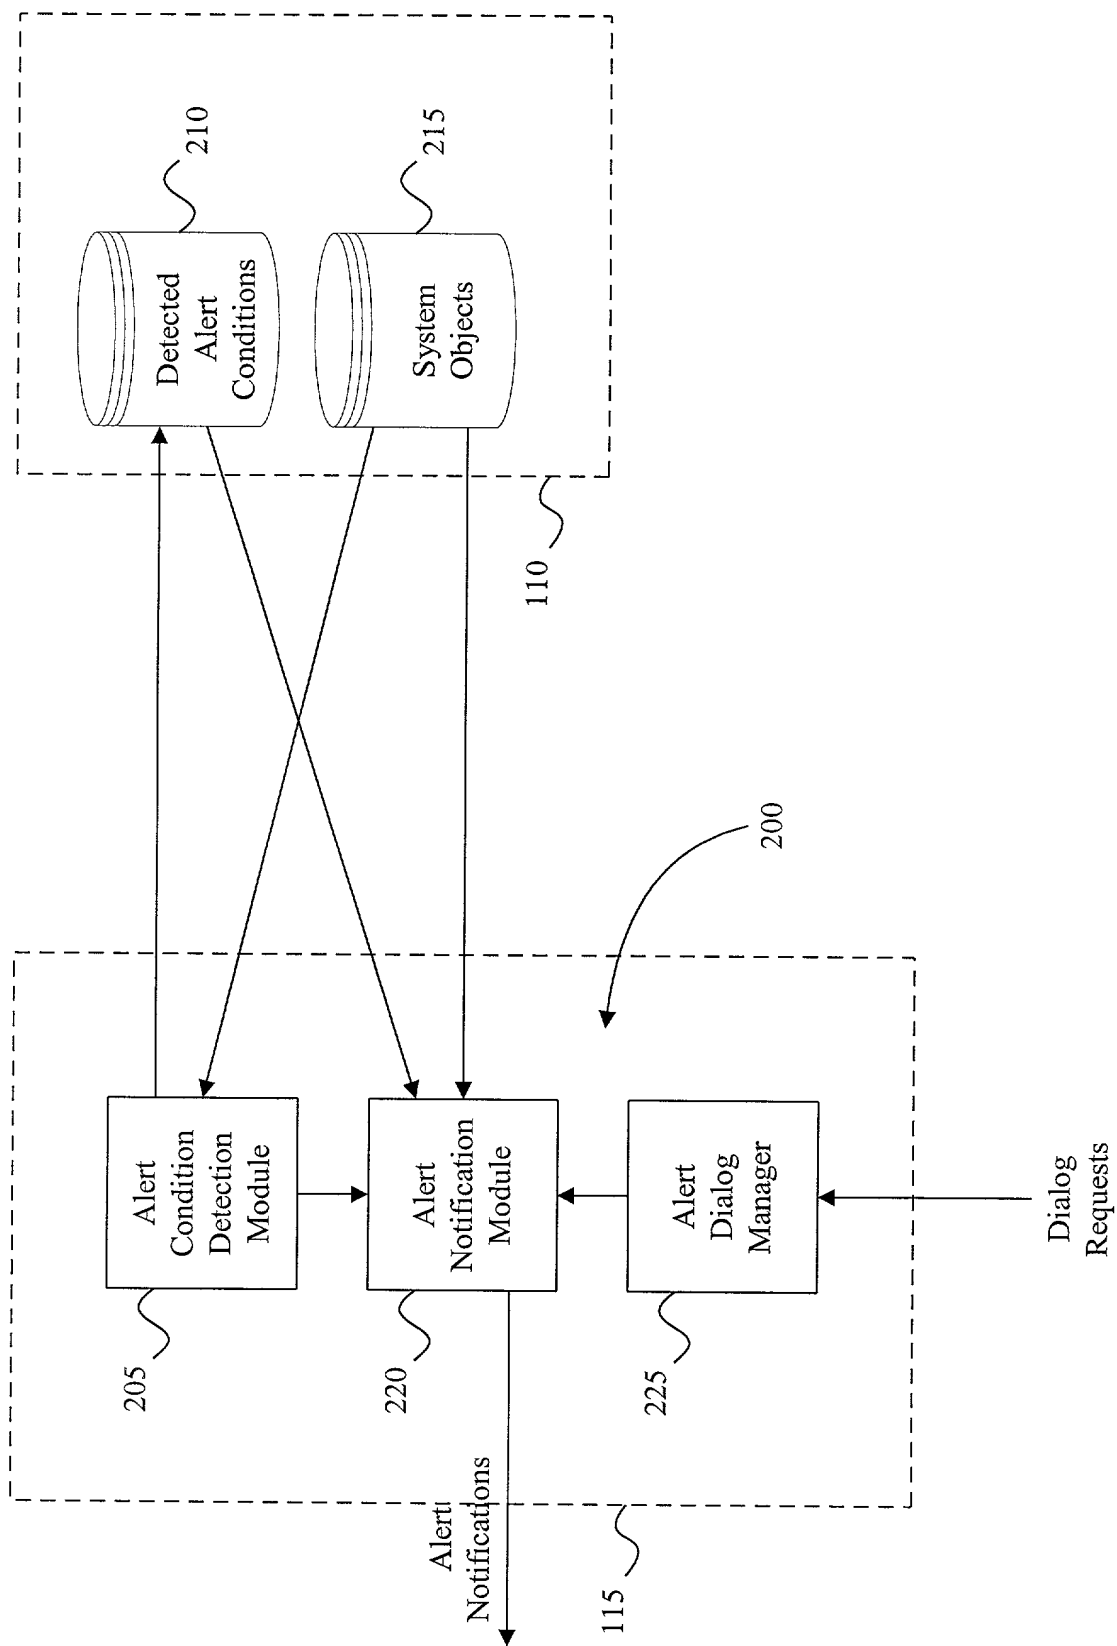 Alert
Condition
Detection
Module
205
Alert
Notification
Module
220
Alert
Dialog
Manager
225
Alert
Notifications
Dialog
Requests
115
200
Detected
Alert
Conditions
210
System
Objects
215
110